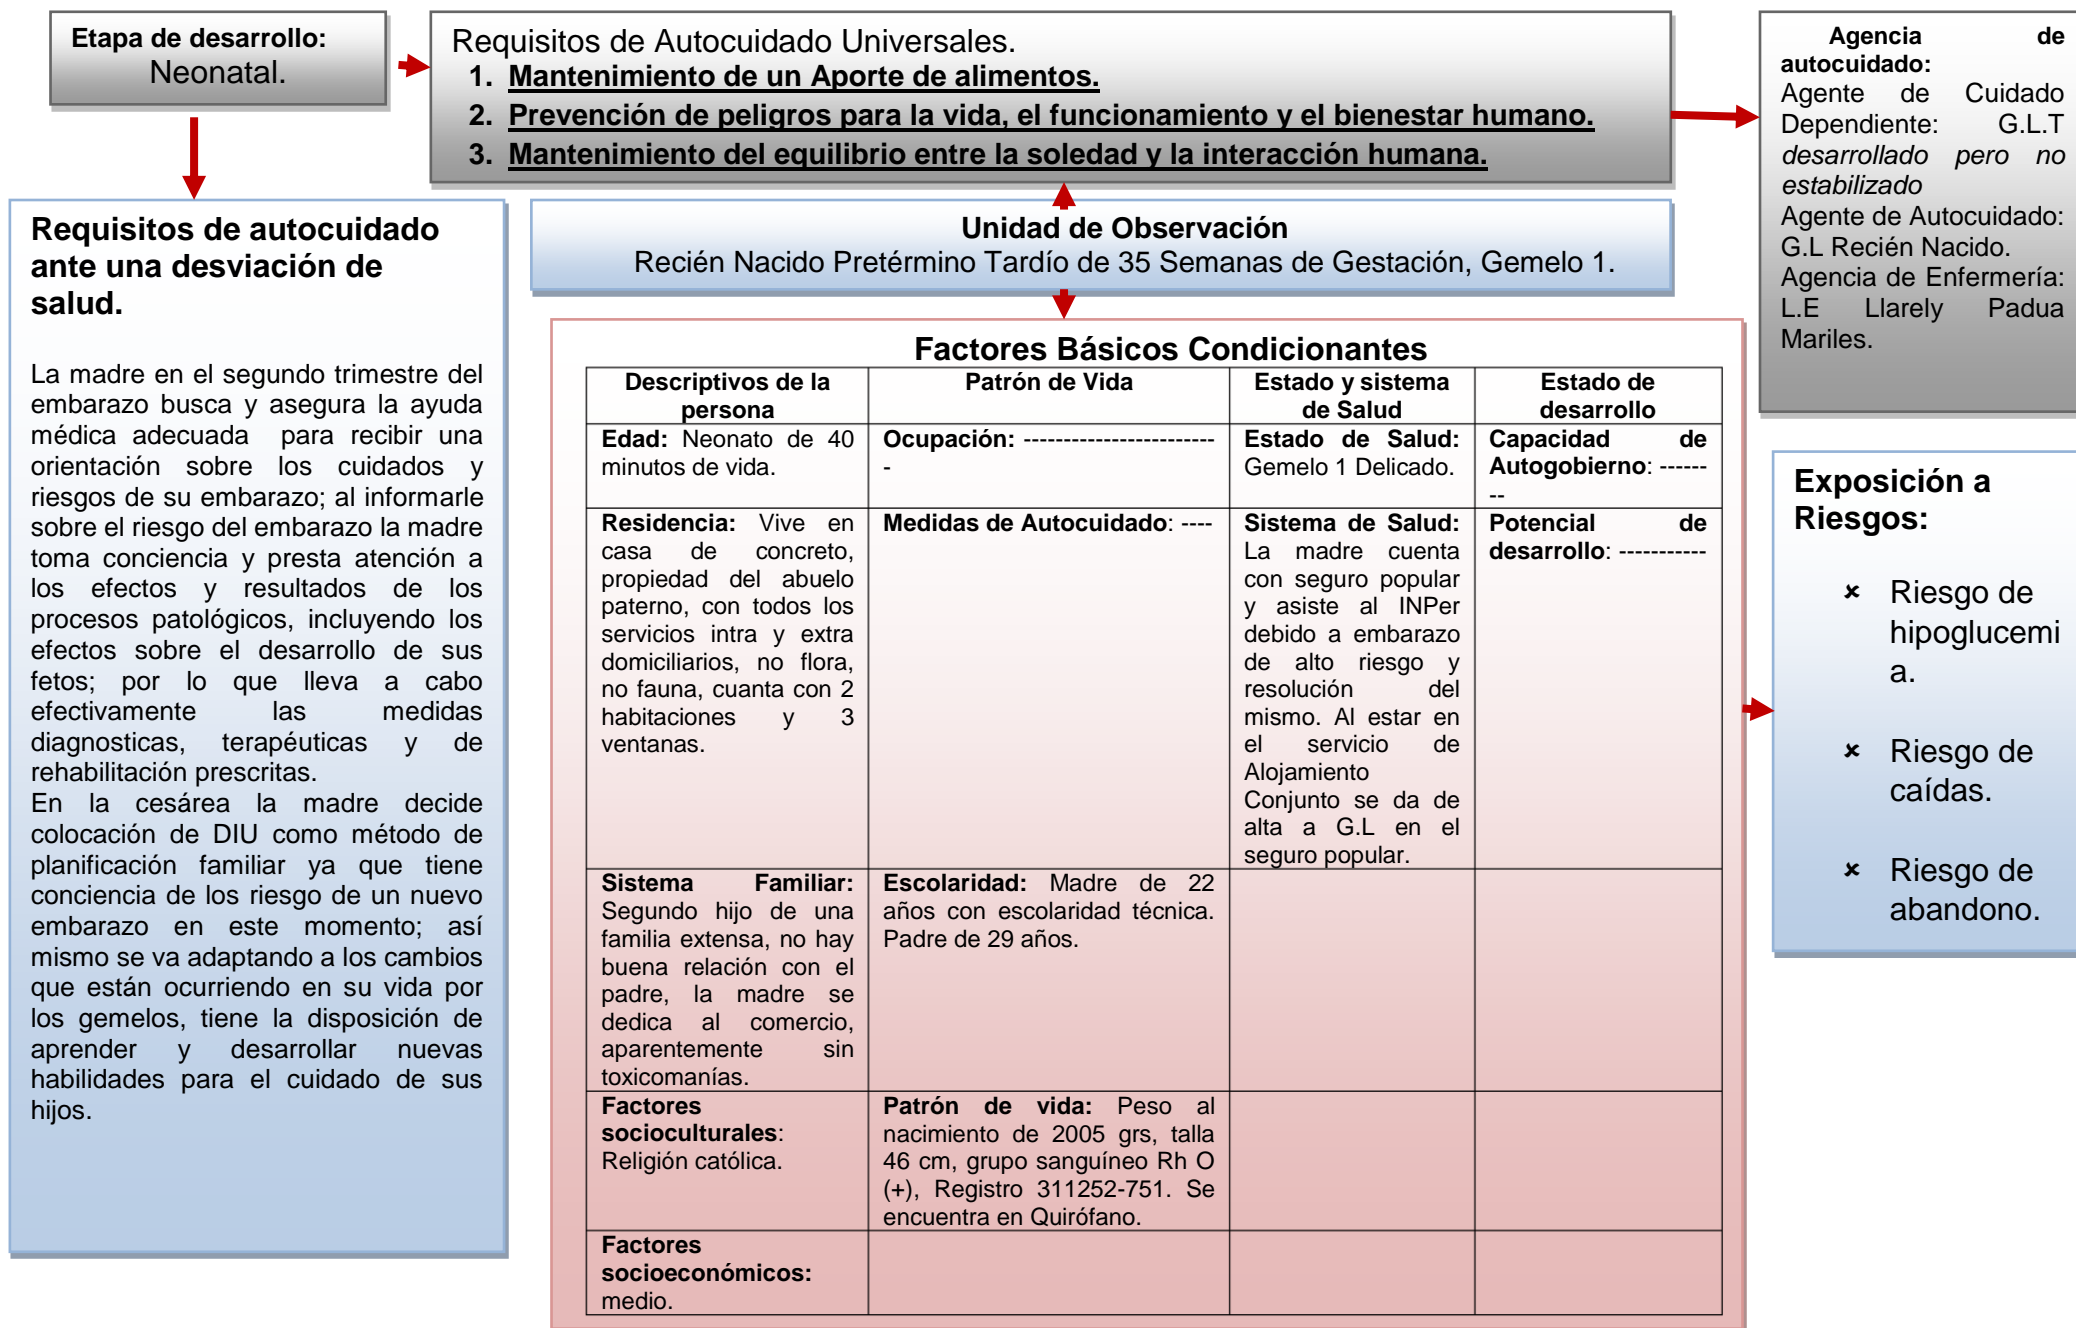 Etapa de desarrollo:
Neonatal.
Requisitos de Autocuidado Universales.
1. Mantenimiento de un Aporte de alimentos.
2. Prevención de peligros para la vida, el funcionamiento y el bienestar humano.
3. Mantenimiento del equilibrio entre la soledad y la interacción humana.
Agencia de
autocuidado:
Agente de Cuidado
Dependiente: G.L.T
desarrollado pero no
estabilizado
Agente de Autocuidado:
G.L Recién Nacido.
Agencia de Enfermería:
L.E Llarely Padua
Mariles.
Requisitos de autocuidado
ante una desviación de
salud.
La madre en el segundo trimestre del
embarazo busca y asegura la ayuda
médica adecuada para recibir una
orientación sobre los cuidados y
riesgos de su embarazo; al informarle
sobre el riesgo del embarazo la madre
toma conciencia y presta atención a
los efectos y resultados de los
procesos patológicos, incluyendo los
efectos sobre el desarrollo de sus
fetos; por lo que lleva a cabo
efectivamente las medidas
diagnosticas, terapéuticas y de
rehabilitación prescritas.
En la cesárea la madre decide
colocación de DIU como método de
planificación familiar ya que tiene
conciencia de los riesgo de un nuevo
embarazo en este momento; así
mismo se va adaptando a los cambios
que están ocurriendo en su vida por
los gemelos, tiene la disposición de
aprender y desarrollar nuevas
habilidades para el cuidado de sus
hijos.
Unidad de Observación
Recién Nacido Pretérmino Tardío de 35 Semanas de Gestación, Gemelo 1.
Factores Básicos Condicionantes
Descriptivos de la
persona
Patrón de Vida
Estado y sistema
de Salud
Estado de
desarrollo
Edad: Neonato de 40
minutos de vida.
Ocupación: ------------------------
-
Estado de Salud:
Gemelo 1 Delicado.
Capacidad de
Autogobierno: ------
--
Residencia: Vive en
casa de concreto,
propiedad del abuelo
paterno, con todos los
servicios intra y extra
domiciliarios, no flora,
no fauna, cuanta con 2
habitaciones y 3
ventanas.
Medidas de Autocuidado: ----
Sistema de Salud:
La madre cuenta
con seguro popular
y asiste al INPer
debido a embarazo
de alto riesgo y
resolución del
mismo. Al estar en
el servicio de
Alojamiento
Conjunto se da de
alta a G.L en el
seguro popular.
Potencial de
desarrollo: -----------
Sistema Familiar:
Segundo hijo de una
familia extensa, no hay
buena relación con el
padre, la madre se
dedica al comercio,
aparentemente sin
toxicomanías.
Escolaridad: Madre de 22
años con escolaridad técnica.
Padre de 29 años.
Factores
socioculturales:
Religión católica.
Patrón de vida: Peso al
nacimiento de 2005 grs, talla
46 cm, grupo sanguíneo Rh O
(+), Registro 311252-751. Se
encuentra en Quirófano.
Factores
socioeconómicos:
medio.
Exposición a
Riesgos:
Riesgo de
hipoglucemi
a.
Riesgo de
caídas.
Riesgo de
abandono.